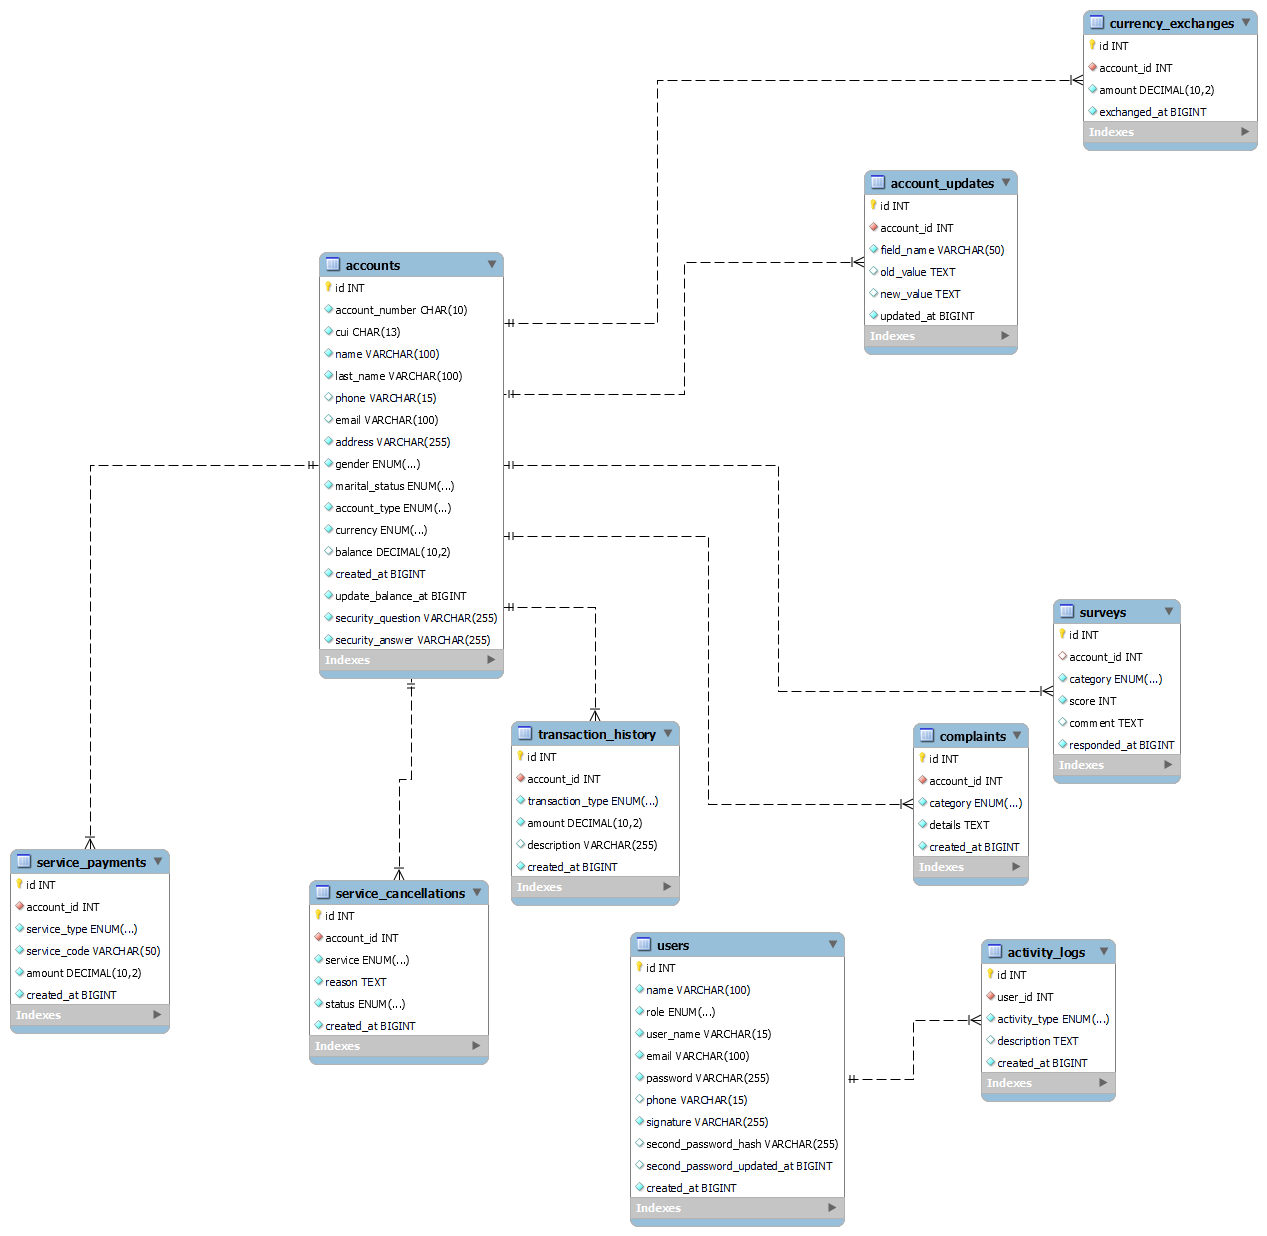 currency_exchanges
id INT
account_id INT
amount DECIMAL(10,2)
exchanged_at BIGINT
Indexes
account_updates
id INT
account_id INT
field_name VARCHAR(50)
old_value TEXT
new_value TEXT
updated_at BIGINT
Indexes
accounts
id INT
account_number CHAR(10)
cui CHAR(13)
name VARCHAR(100)
last_name VARCHAR(100)
phone VARCHAR(15)
email VARCHAR(100)
address VARCHAR(255)
gender ENUM(...)
marital_status ENUM(...)
account_type ENUM(...)
currency ENUM(...)
balance DECIMAL(10,2)
created_at BIGINT
update_balance_at BIGINT
security_question VARCHAR(255)
security_answer VARCHAR(255)
Indexes
surveys
id INT
account_id INT
category ENUM(...)
score INT
comment TEXT
responded_at BIGINT
Indexes
transaction_history
id INT
account_id INT
transaction_type ENUM(...)
amount DECIMAL(10,2)
description VARCHAR(255)
created_at BIGINT
Indexes
complaints
id INT
account_id INT
category ENUM(...)
details TEXT
created_at BIGINT
Indexes
service_payments
id INT
account_id INT
service_type ENUM(...)
service_code VARCHAR(50)
amount DECIMAL(10,2)
created_at BIGINT
Indexes
service_cancellations
id INT
account_id INT
service ENUM(...)
reason TEXT
status ENUM(...)
created_at BIGINT
Indexes
users
id INT
name VARCHAR(100)
role ENUM(...)
user_name VARCHAR(15)
email VARCHAR(100)
password VARCHAR(255)
phone VARCHAR(15)
signature VARCHAR(255)
second_password_hash VARCHAR(255)
second_password_updated_at BIGINT
created_at BIGINT
Indexes
activity_logs
id INT
user_id INT
activity_type ENUM(...)
description TEXT
created_at BIGINT
Indexes